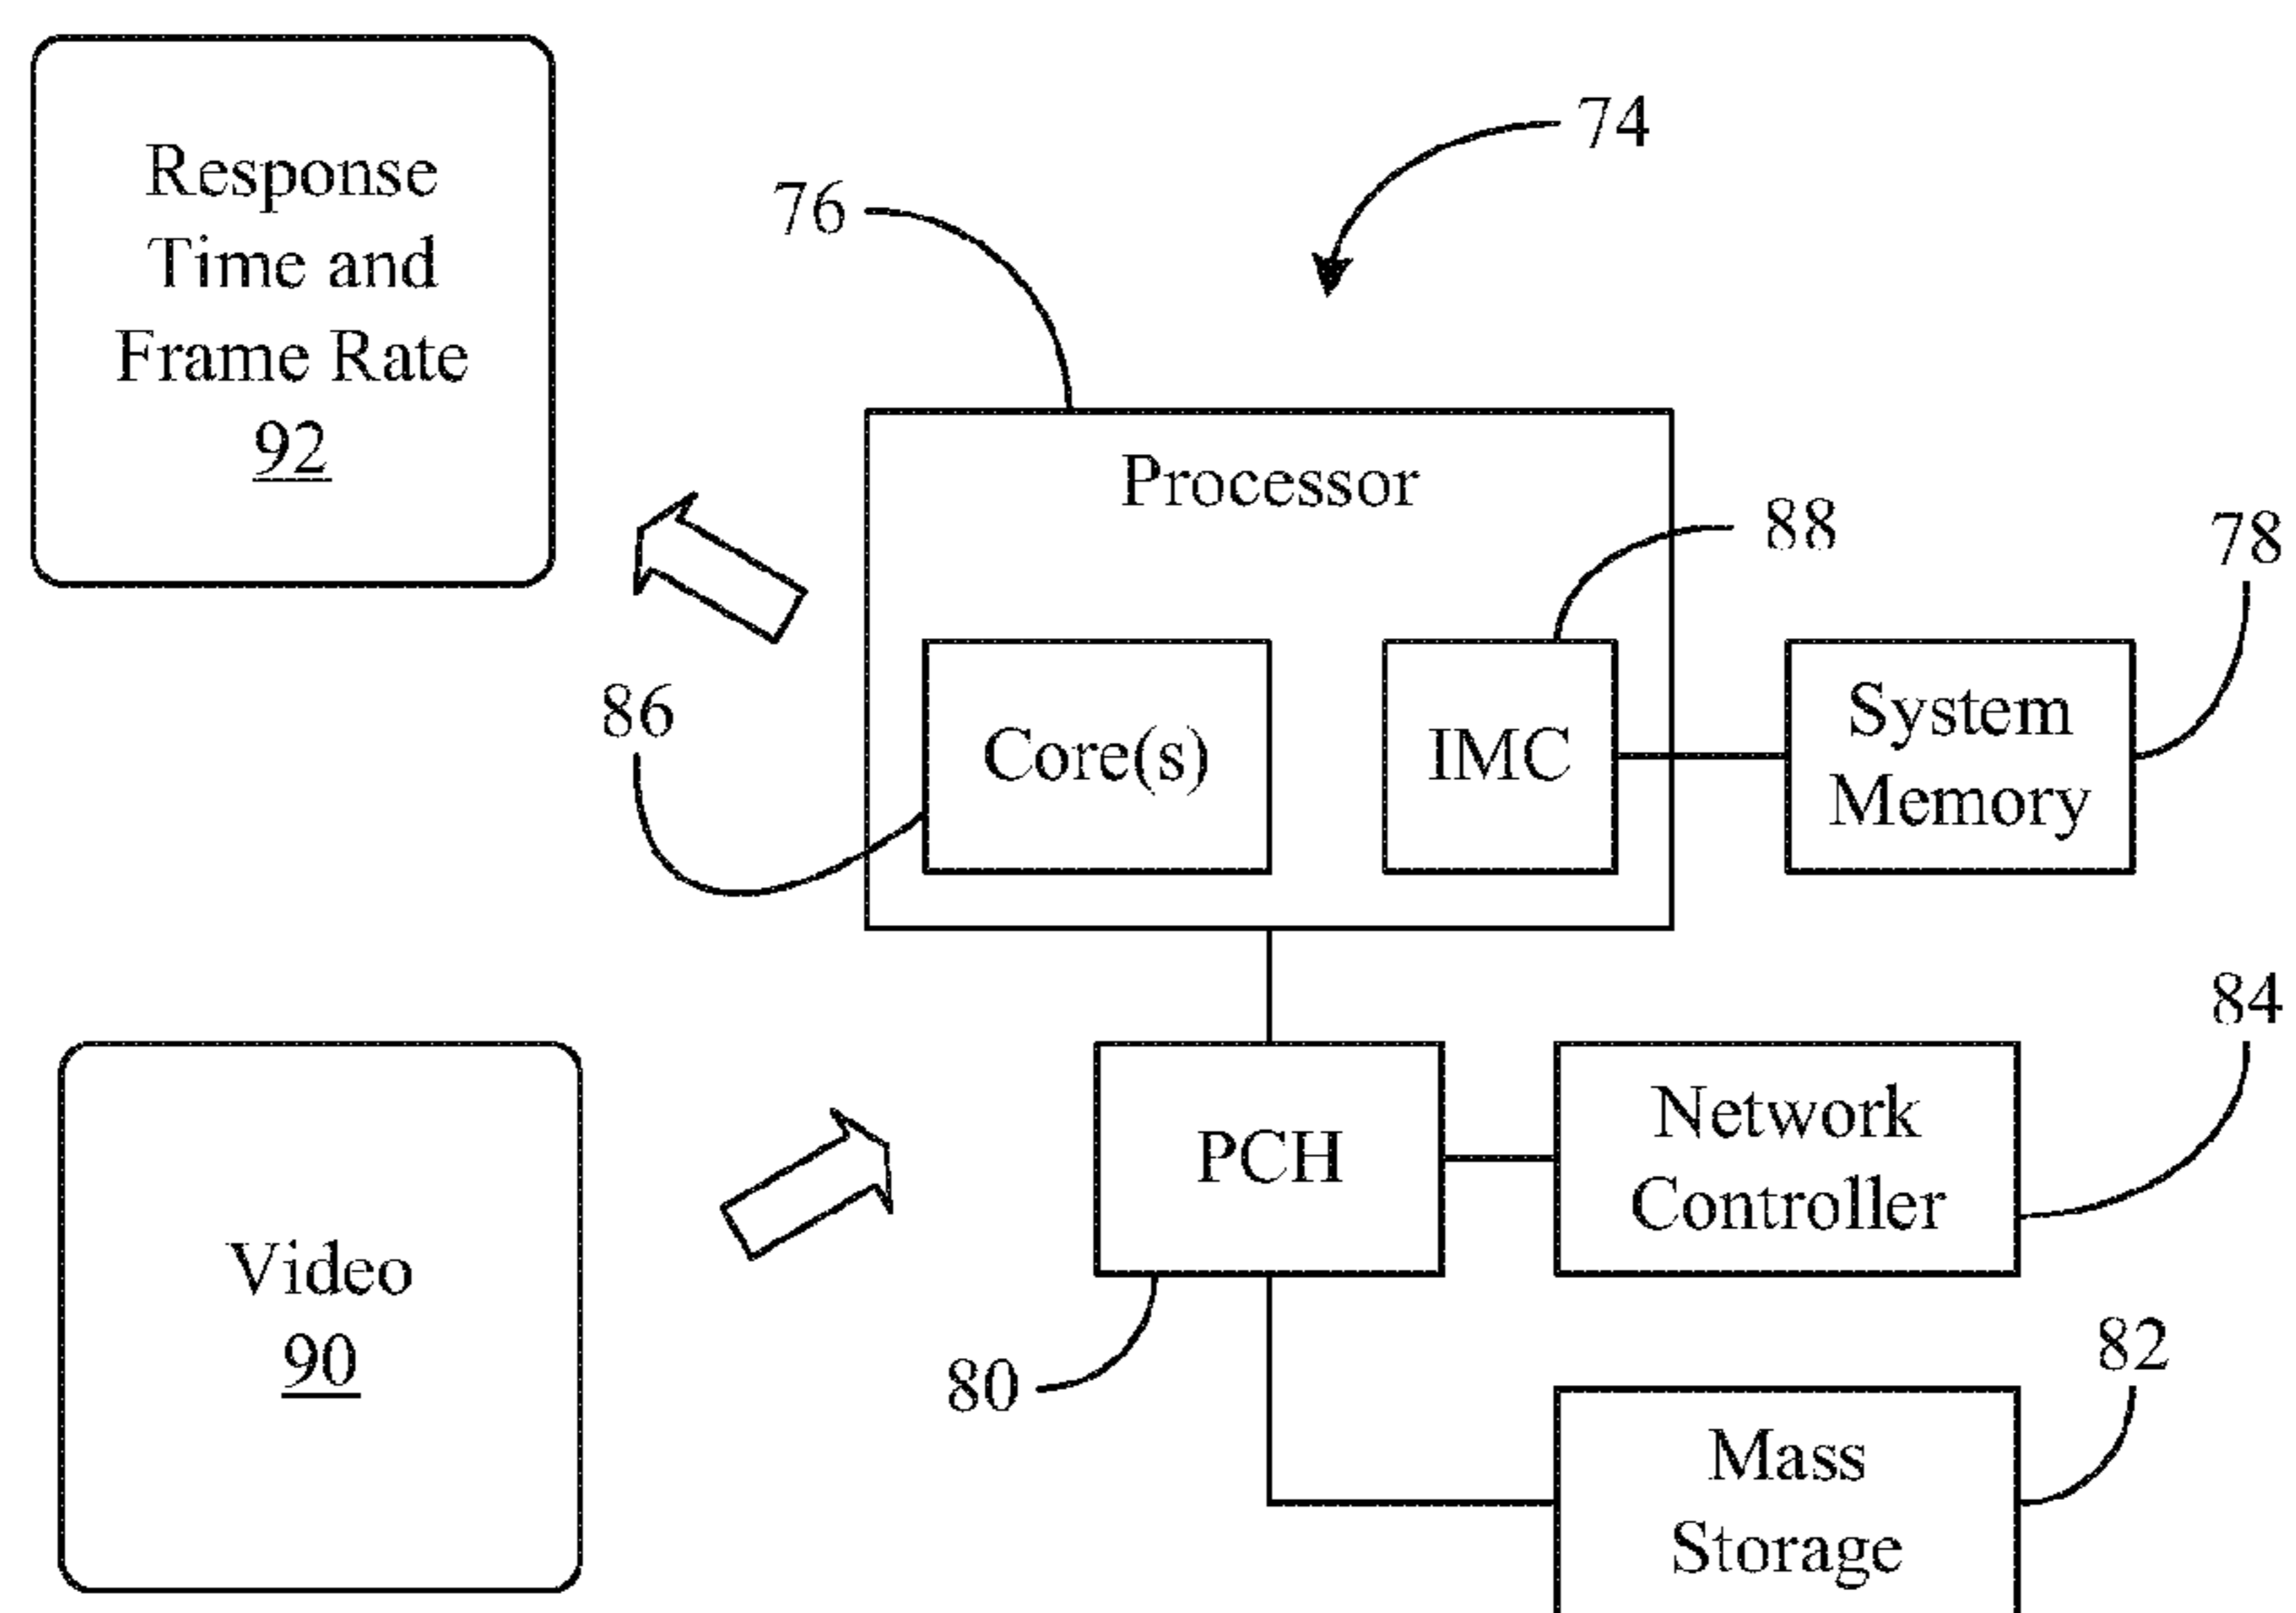 Response
Time and
Frame Rate
92
74
76
Processor
88
78
86
Core(s)
IMC
System
Memory
84
Video
90
PCH
Network
Controller
80
82
Mass
Storage